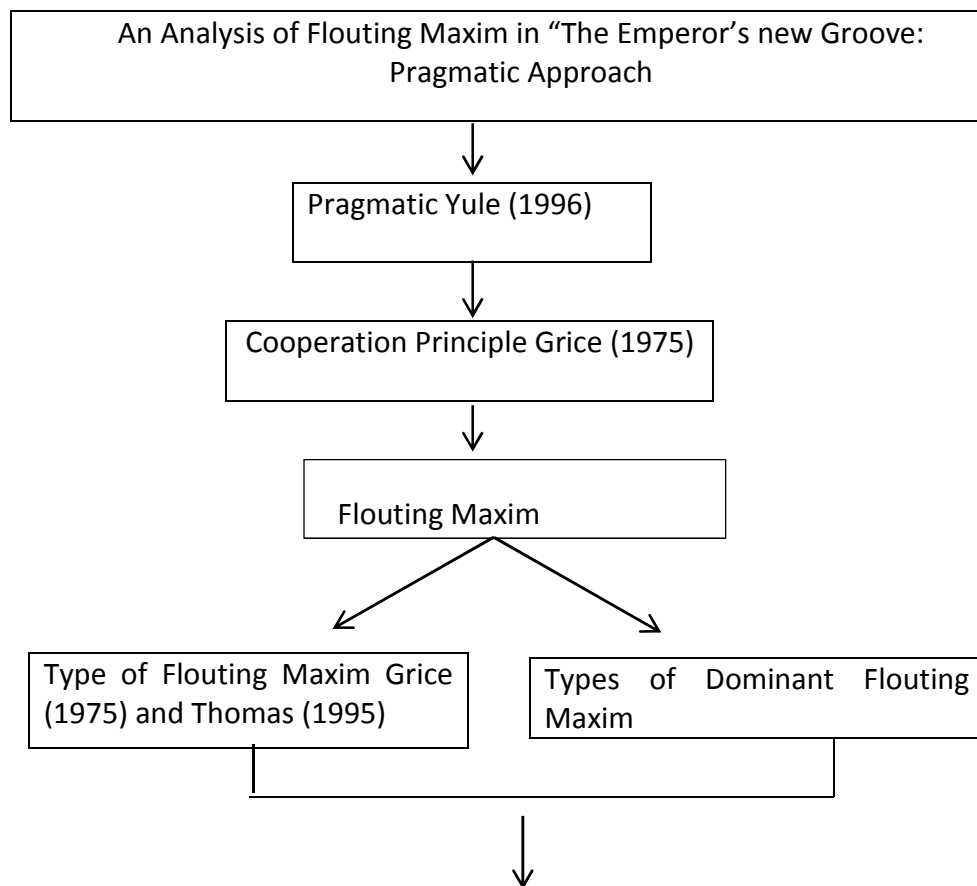 An Analysis of Flouting Maxim in “The Emperor’s new Groove:
Pragmatic Approach
Pragmatic Yule (1996)
Cooperation Principle Grice (1975)
Flouting Maxim
Type of Flouting Maxim Grice
(1975) and Thomas (1995)
Types of Dominant Flouting
Maxim